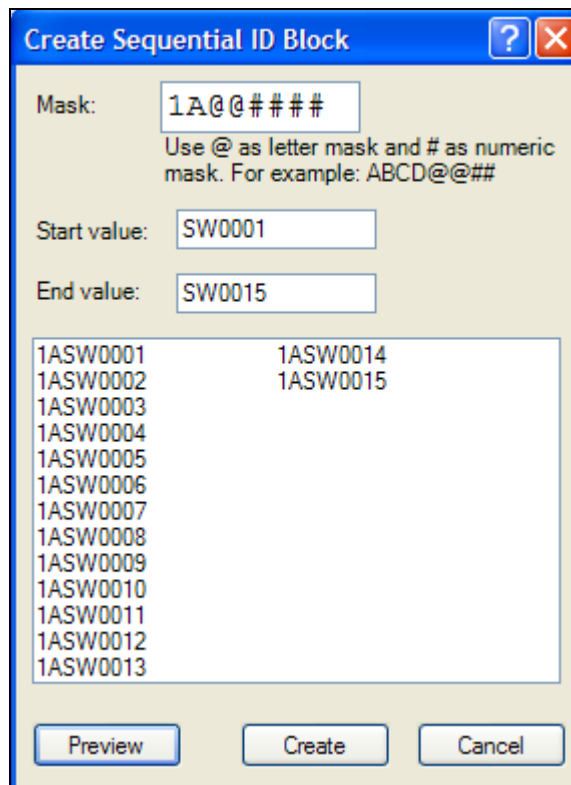 Create Sequential ID Block
Mask: 1A@@####
Use @ as letter mask and # as numeric
mask. For example: ABCD@@##
Start value: SW0001
End value: SW0015
1ASW0001 1ASW0014
1ASW0002 1ASW0015
1ASW0003
1ASW0004
1ASW0005
1ASW0006
1ASW0007
1ASW0008
1ASW0009
1ASW0010
1ASW0011
1ASW0012
1ASW0013
Preview Create Cancel